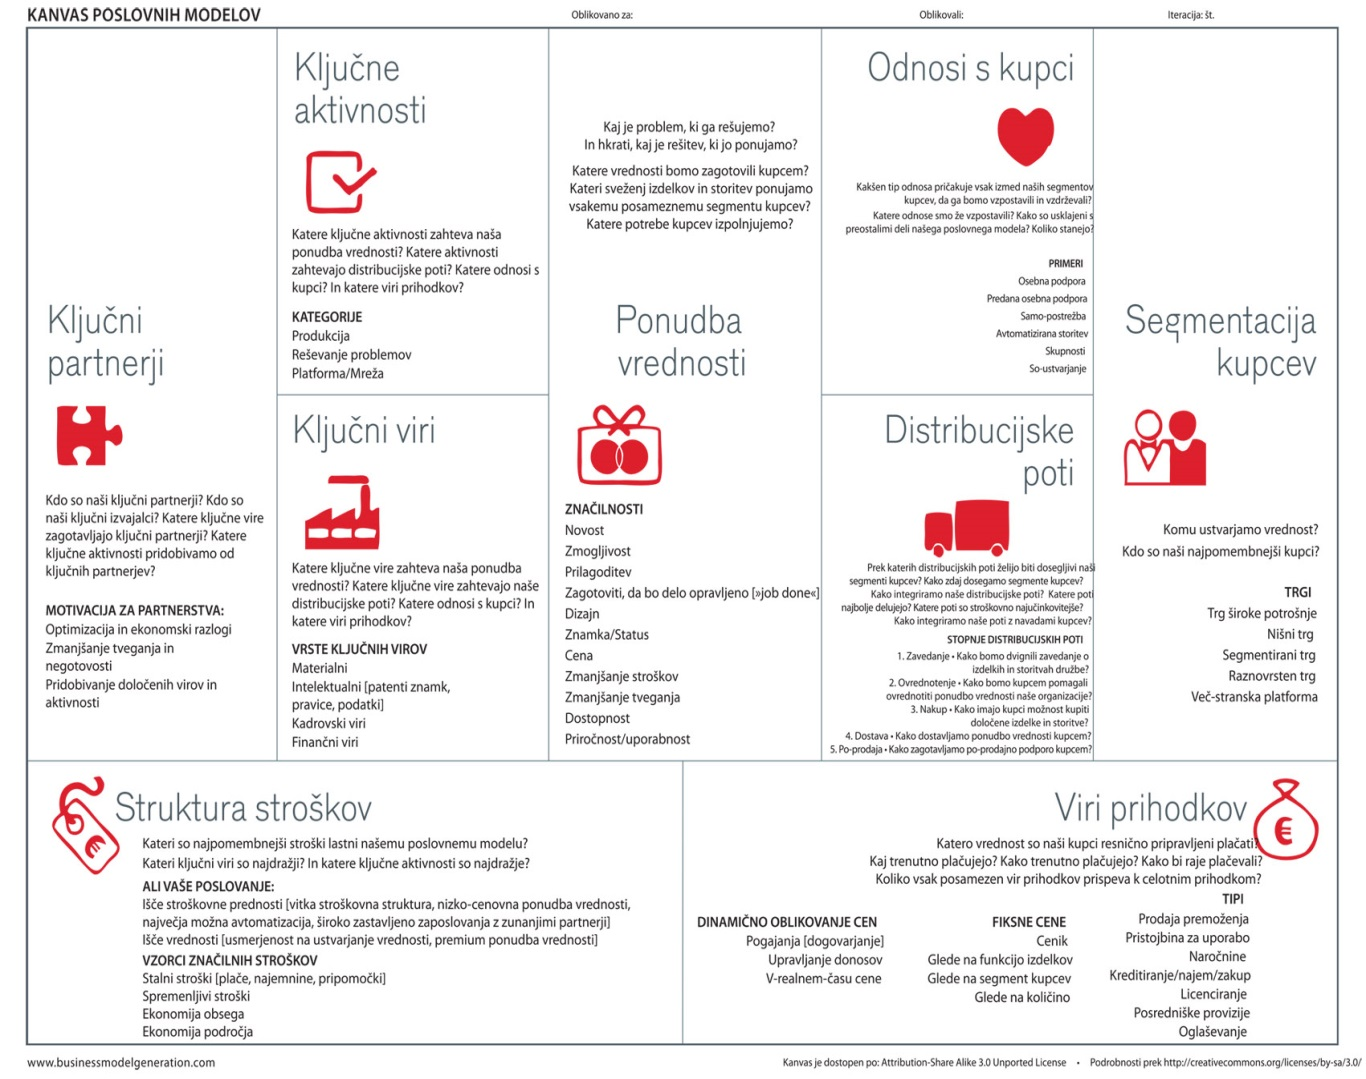 KANVAS POSLOVNIH MODELOV
Oblikovano za:
Oblikovali:
Iteracija: št.
Ključni
partnerji
Kdo so naši ključni partnerji? Kdo so
naši ključni izvajalci? Katere ključne vire
zagotavljajo ključni partnerji? Katere
ključne aktivnosti pridobivamo od
ključnih partnerjev?
MOTIVACIJA ZA PARTNERSTVA:
Optimizacija in ekonomski razlogi
Zmanjšanje tveganja in
negotovosti
Pridobivanje določenih virov in
aktivnosti
Ključne
aktivnosti
Katere ključne aktivnosti zahteva naša
ponudba vrednosti? Katere aktivnosti
zahtevajo distribucijske poti? Katere odnosi s
kupci? In katere viri prihodkov?
KATEGORIJE
Produkcija
Reševanje problemov
Platforma/Mreža
Ključni viri
Katere ključne vire zahteva naša ponudba
vrednosti? Katere ključne vire zahtevajo naše
distribucijske poti? Katere odnosi s kupci? In
katere viri prihodkov?
VRSTE KLJUČNIH VIROV
Materialni
Intelektualni [patenti znamk,
pravice, podatki]
Kadrovski viri
Finančni viri
Kaj je problem, ki ga rešujemo?
In hkrati, kaj je rešitev, ki jo ponujamo?
Katere vrednosti bomo zagotovili kupcem?
Kateri sveženj izdelkov in storitev ponujamo
vsakemu posameznemu segmentu kupcev?
Katere potrebe kupcev izpolnjujemo?
Ponudba
vrednosti
ZNAČILNOSTI
Novost
Zmogljivost
Prilagoditev
Zagotoviti, da bo delo opravljeno [»job done«]
Dizajn
Znamka/Status
Cena
Zmanjšanje stroškov
Zmanjšanje tveganja
Dostopnost
Priročnost/uporabnost
Odnosi s kupci
Kakšen tip odnosa pričakuje vsak izmed naših segmentov
kupcev, da ga bomo vzpostavili in vzdrževali?
Katere odnose smo že vzpostavili? Kako so usklajeni s
preostalimi deli našega poslovnega modela? Koliko stanejo?
PRIMERI
Osebna podpora
Predana osebna podpora
Samo-postrežba
Avtomatizirana storitev
Skupnosti
So-ustvarjanje
Distribucijske
poti
Prek katerih distribucijskih poti želijo biti dosegljivi naši
segmenti kupcev? Kako zdaj dosegamo segmente kupcev?
Kako integriramo naše distribucijske poti? Katere poti
najbolje delujejo? Katere poti so stroškovno najučinkovitejše?
Kako integriramo naše poti z navadami kupcev?
STOPNJE DISTRIBUCIJSKIH POTI
1. Zavedanje • Kako bomo dvignili zavedanje o
izdelkih in storitvah družbe?
2. Ovrednotenje • Kako bomo kupcem pomagali
ovrednotiti ponudbo vrednosti naše organizacije?
3. Nakup • Kako imajo kupci možnost kupiti
določene izdelke in storitve?
4. Dostava • Kako dostavljamo ponudbo vrednosti kupcem?
5. Po-prodaja • Kako zagotavljamo po-prodajno podporo kupcem?
Segmentacija
kupcev
Komu ustvarjamo vrednost?
Kdo so naši najpomembnejši kupci?
TRGI
Trg široke potrošnje
Nišni trg
Segmentirani trg
Raznovrsten trg
Več-stranska platforma
Struktura stroškov
Kateri so najpomembnejši stroški lastni našemu poslovnemu modelu?
Kateri ključni viri so najdražji? In katere ključne aktivnosti so najdražje?
ALI VAŠE POSLOVANJE:
Išče stroškovne prednosti [vitka stroškovna struktura, nizko-cenovna ponudba vrednosti,
največja možna avtomatizacija, široko zastavljeno zaposlovanja z zunanjimi partnerji]
Išče vrednosti [usmerjenost na ustvarjanje vrednosti, premium ponudba vrednosti]
VZORCI ZNAČILNIH STROŠKOV
Stalni stroški [plače, najemnine, pripomočki]
Spremenljivi stroški
Ekonomija obsega
Ekonomija področja
Viri prihodkov
Katero vrednost so naši kupci resnično pripravljeni plačati?
Kaj trenutno plačujejo? Kako trenutno plačujejo? Kako bi raje plačevali?
Koliko vsak posamezen vir prihodkov prispeva k celotnim prihodkom?
DINAMIČNO OBLIKOVANJE CEN
Pogajanja [dogovarjanje]
Upravljanje donosov
V-realnem-času cene
FIKSNE CENE
Cenik
Glede na funkcijo izdelkov
Glede na segment kupcev
Glede na količino
TIPI
Prodaja premoženja
Pristojbina za uporabo
Naročnine
Kreditiranje/najem/zakup
Licenciranje
Posredniške provizije
Oglaševanje
www.businessmodelgeneration.com
Kanvas je dostopen po: Attribution-Share Alike 3.0 Unported License • Podrobnosti prek http://creativecommons.org/licenses/by-sa/3.0/